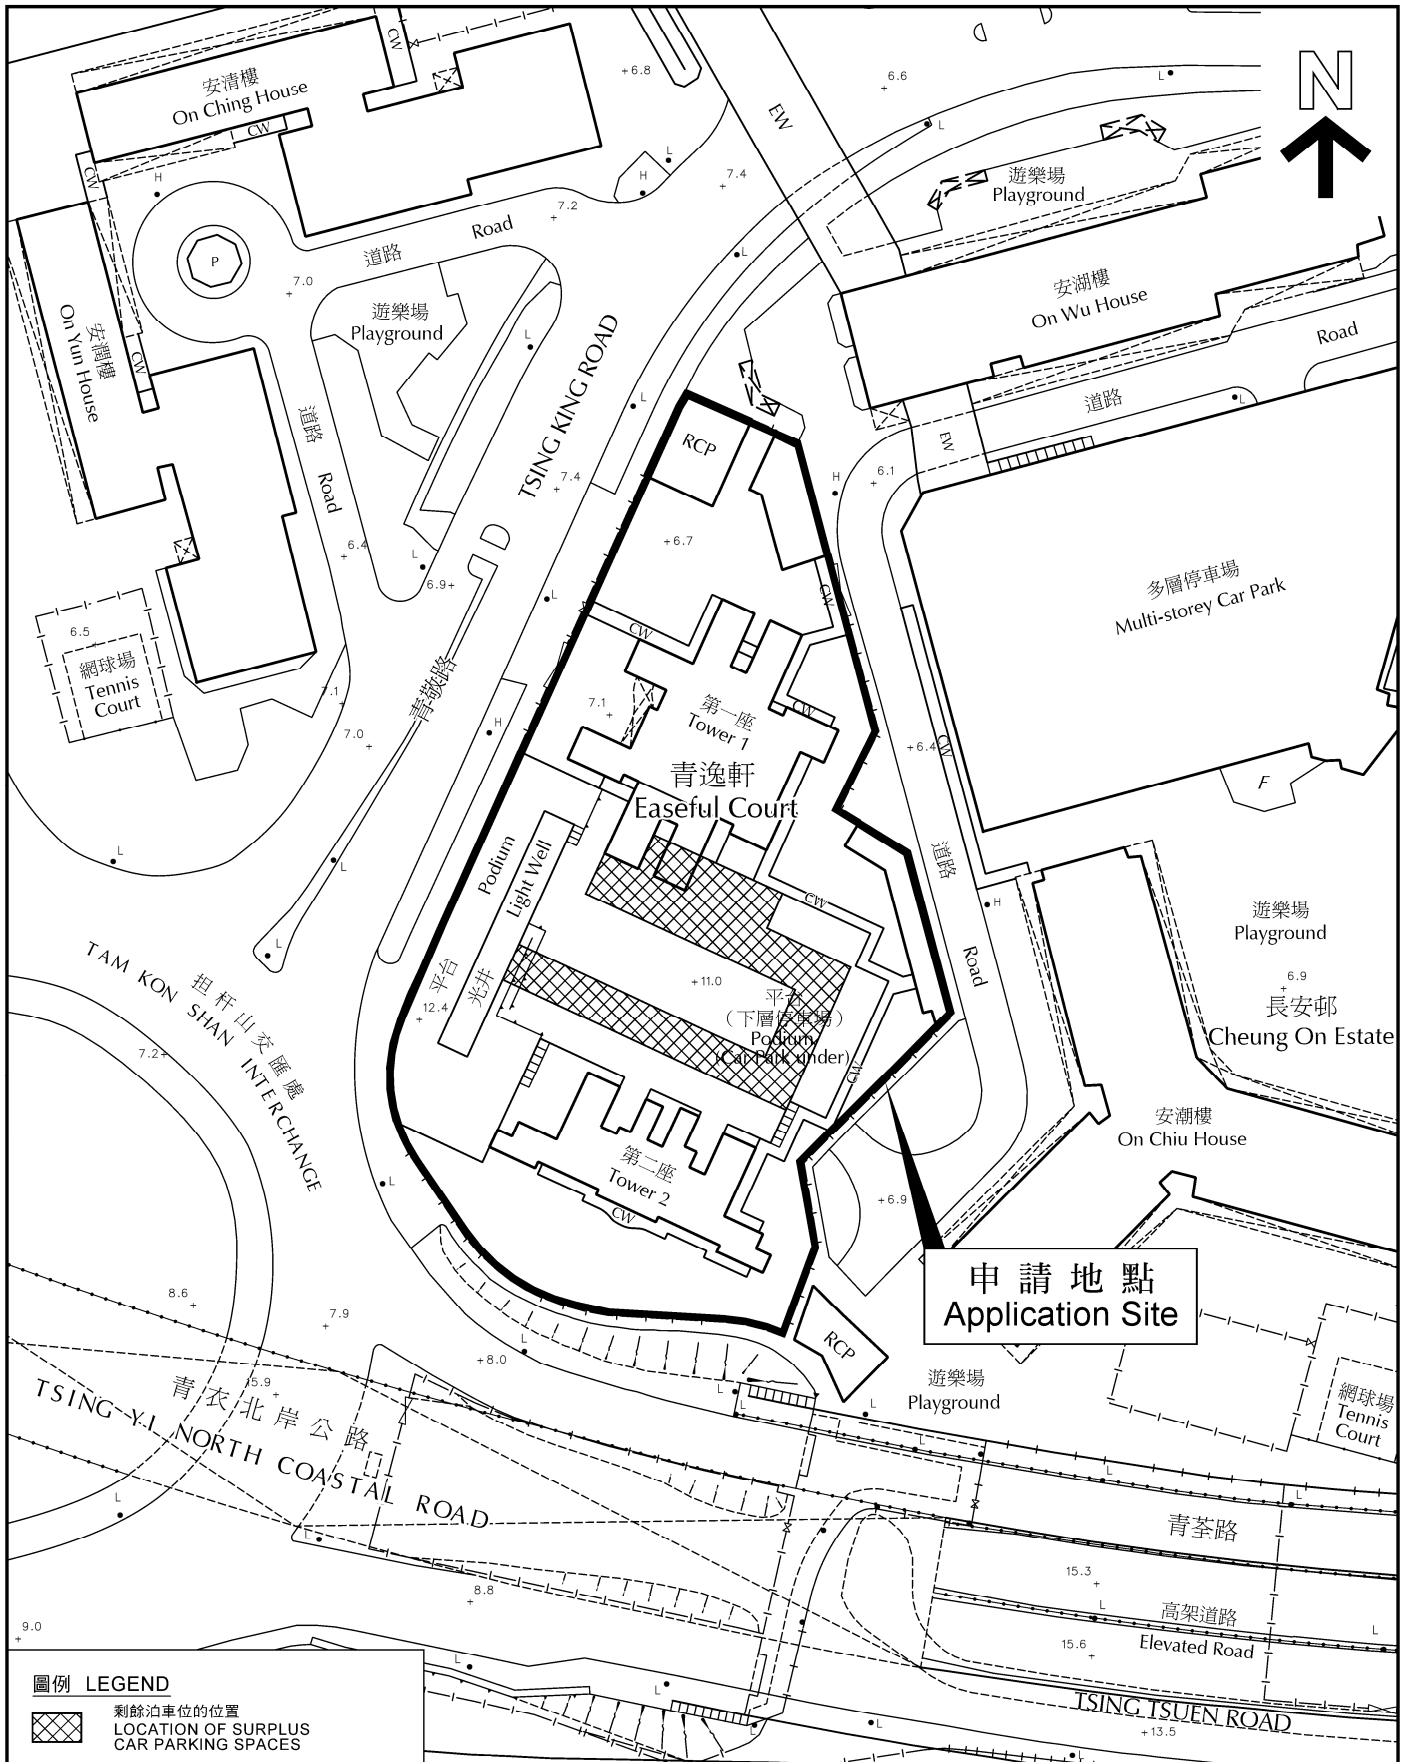 安清樓
On Ching House
CW
CW
CW
H
P
安潤樓
On Yun House
CW
道路
Road
7.2
7.0
遊樂場
Playground
道路
Road
6.4
L
6.9
6.5
網球場
Tennis
Court
7.1
7.0
L
L
L
+6.8
L
H
7.4
EW
6.6
L
L
N
遊樂場
Playground
L
安湖樓
On Wu House
Road
道路
L
EW
TSING KING ROAD
青敬路
L
7.4
L
L
H
RCP
+6.7
CW
CW
H
6.1
多層停車場
Multi-storey Car Park
7.1
第一座
Tower 1
CW
青逸軒
Easeful Court
+6.4
CW
F
道路
Road
H
Podium
平台
Light Well
光井
12.4
CW
+11.0
平台
（下層停車場）
Podium
(Car Park under)
CW
第二座
Tower 2
CW
遊樂場
Playground
6.9
長安邨
Cheung On Estate
安潮樓
On Chiu House
+6.9
申請地點
Application Site
RCP
遊樂場
Playground
網球場
Tennis
Court
担杆山交匯處
TAM KON SHAN INTERCHANGE
7.2+
L
8.6
7.9
+8.0
L
15.9
青衣北岸公路
TSING YI NORTH COASTAL ROAD
L
L
8.8
9.0
L
L
L
L
L
L
L
L
L
青荃路
15.3
L
高架道路
Elevated Road
15.6
L
TSING TSUEN ROAD
+13.5
L
L
圖例 LEGEND
剩餘泊車位的位置
LOCATION OF SURPLUS
CAR PARKING SPACES